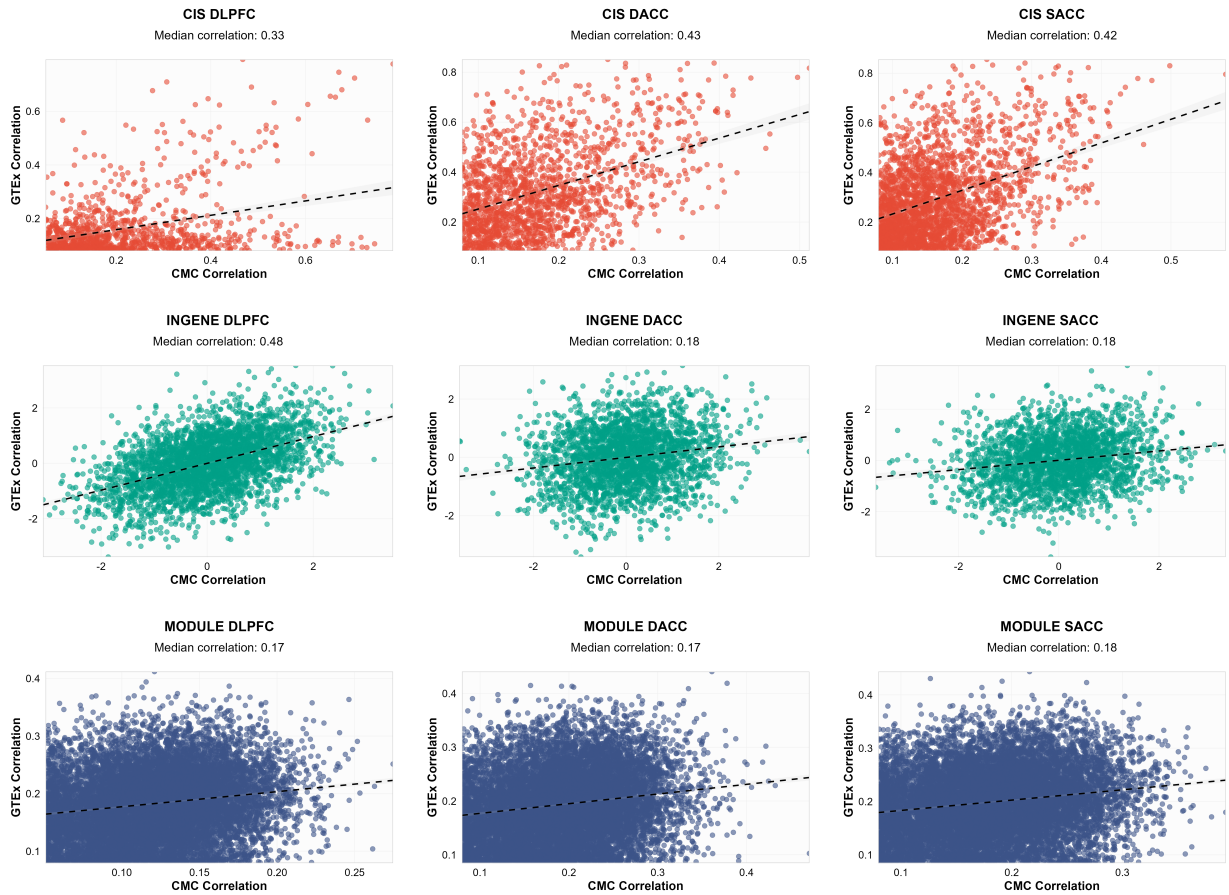 CIS DLPFC
Median correlation: 0.33
GTEx Correlation
0.6
0.4
0.2
0.2
0.4
0.6
CMC Correlation
CIS DACC
Median correlation: 0.43
GTEx Correlation
0.8
0.6
0.4
0.2
0.1
0.2
0.3
0.4
0.5
CMC Correlation
CIS SACC
Median correlation: 0.42
GTEx Correlation
0.8
0.6
0.4
0.2
0.1
0.2
0.3
0.4
0.5
CMC Correlation
INGENE DLPFC
Median correlation: 0.48
GTEx Correlation
2
0
-2
-2
0
2
CMC Correlation
INGENE DACC
Median correlation: 0.18
GTEx Correlation
2
0
-2
-2
0
2
CMC Correlation
INGENE SACC
Median correlation: 0.18
GTEx Correlation
2
0
-2
-2
0
2
CMC Correlation
MODULE DLPFC
Median correlation: 0.17
GTEx Correlation
0.4
0.3
0.2
0.1
0.10
0.15
0.20
0.25
CMC Correlation
MODULE DACC
Median correlation: 0.17
GTEx Correlation
0.4
0.3
0.2
0.1
0.1
0.2
0.3
0.4
CMC Correlation
MODULE SACC
Median correlation: 0.18
GTEx Correlation
0.4
0.3
0.2
0.1
0.1
0.2
0.3
CMC Correlation